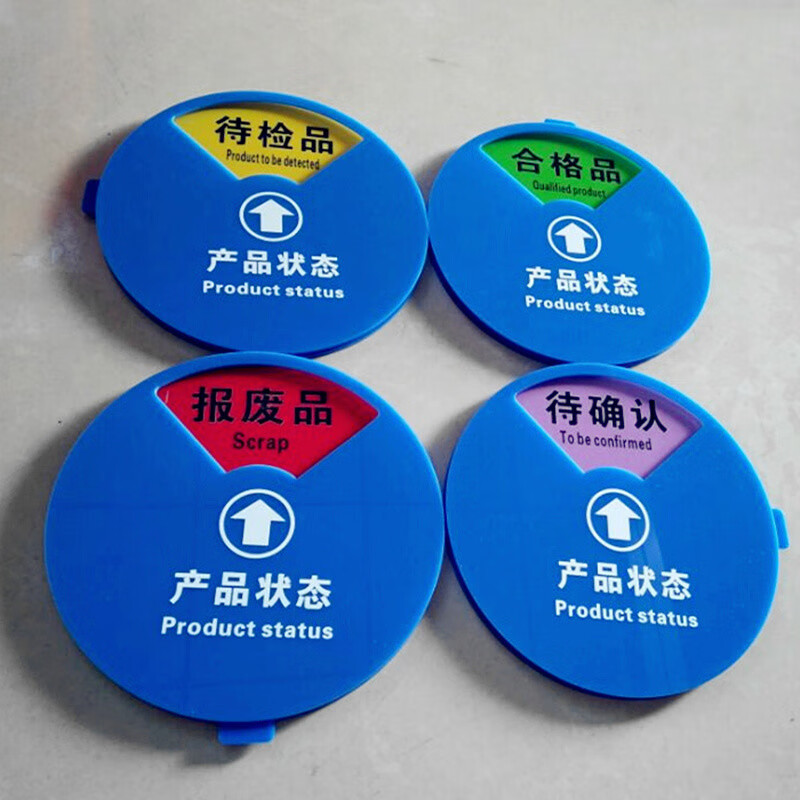 待检品
Product to be detected
产品状态
Product status
合格品
Qualified product
产品状态
Product status
报废品
Scrap
产品状态
Product status
待确认
To be confirmed
产品状态
Product status